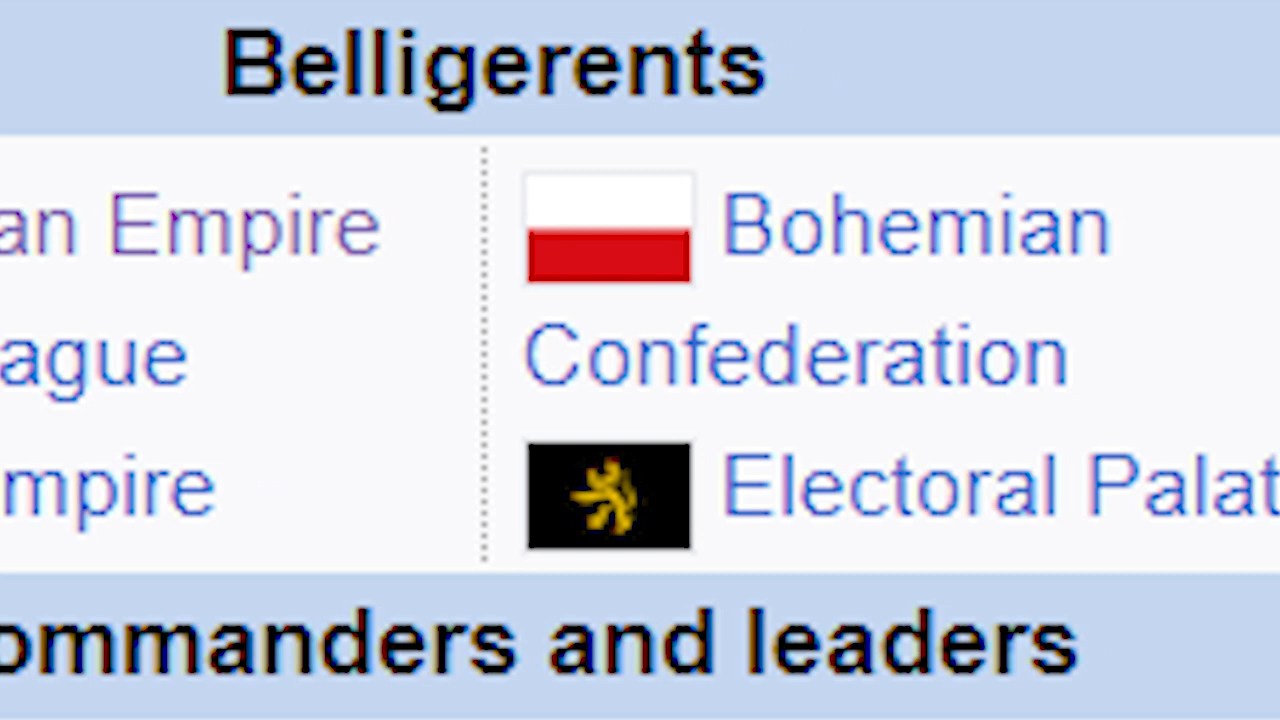 Belligerents
an Empire
Bohemian
ague
Confederation
mpire
Electoral Palat
ommanders and leaders